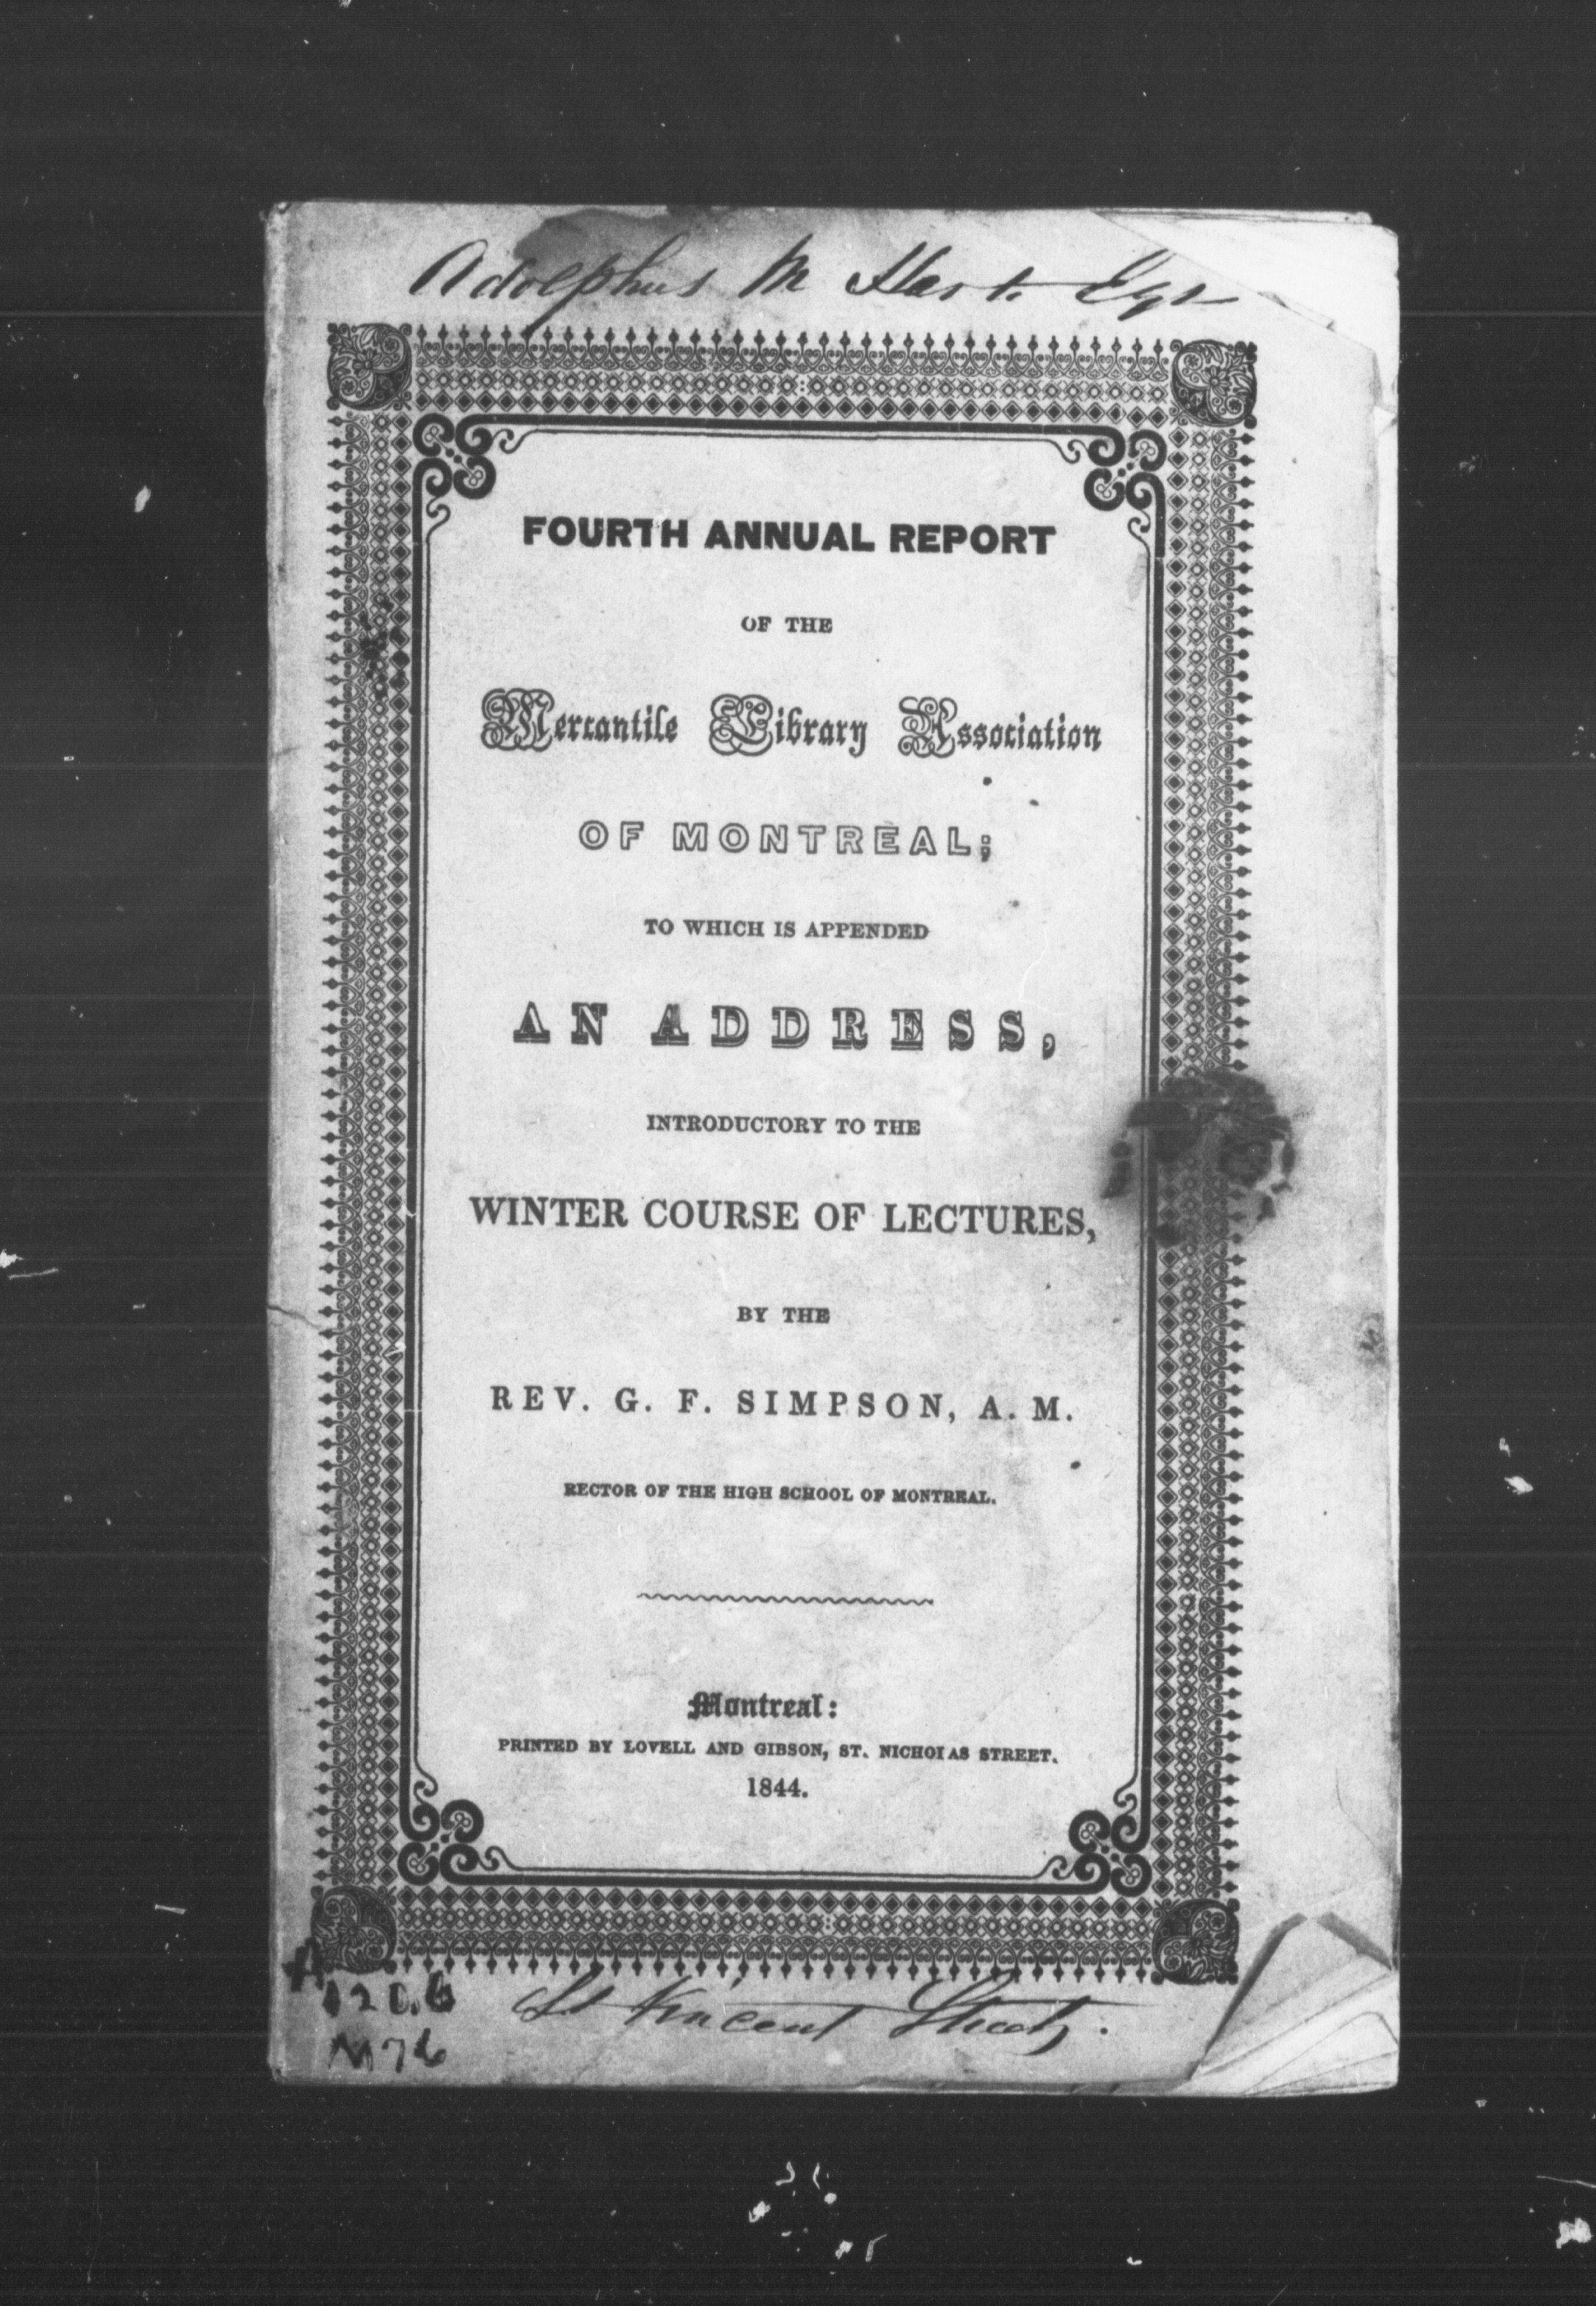 Adolphus M Hart. Esqr
FOURTH ANNUAL REPORT
OF THE
Mercantile Library Association
OF MONTREAL;
TO WHICH IS APPENDED
AN ADDRESS,
INTRODUCTORY TO THE
WINTER COURSE OF LECTURES,
BY THE
REV. G. F. SIMPSON, A. M.
RECTOR OF THE HIGH SCHOOL OF MONTREAL.
Montreal:
PRINTED BY LOVELL AND GIBSON, ST. NICHOLAS STREET.
1844.
St Vincent Street.
M76